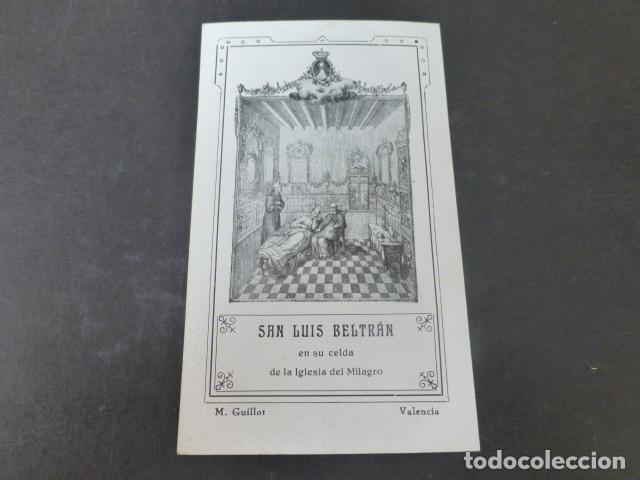 SAN LUIS BELTRÁN
en su celda
de la Iglesia del Milagro
M. Guillot Valencia
todocoleccion